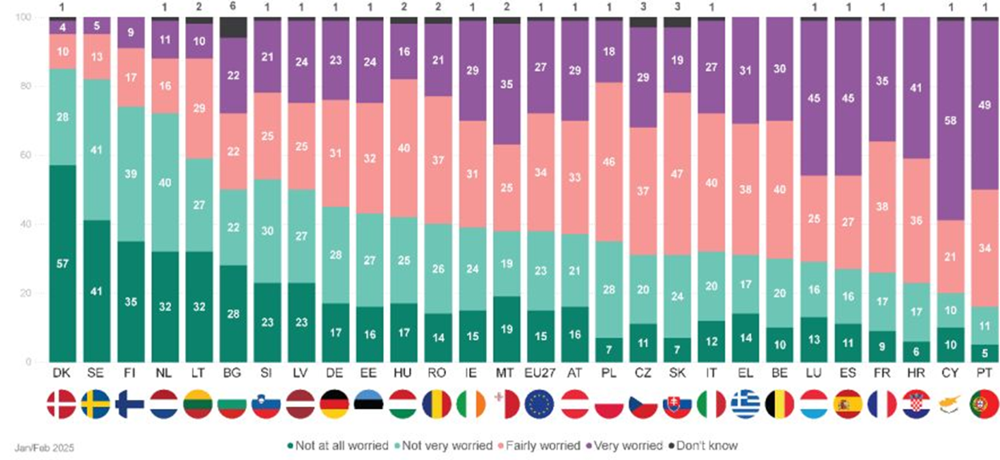 1 1 2 6 1 1 1 1 2 2 1 2 1 1 1 3 3 1 1 1 1 1 1
100
4 5 9 11 10 22 21 24 23 24 16 21 29 35 27 29 18 29 19 27 31 30 45 45 35 41 58 49
10 13 17 16 29 22 25 25 31 32 40 37 31 25 34 33 46 37 47 40 38 40 25 27 38 36 21 34
80
28 41 39 40 27 22 30 27 28 27 25 26 24 19 23 21 28 20 24 20 17 20 16 16 17 17 10 11
60
40
57 41 35 32 32 28 23 23 17 16 17 14 15 19 15 16 7 11 7 12 14 10 13 11 9 6 10 5
20
0
DK SE FI NL LT BG SI LV DE EE HU RO IE MT EU27 AT PL CZ SK IT EL BE LU ES FR HR CY PT
Jan/Feb 2025
Not at all worried Not very worried Fairly worried Very worried Don't know